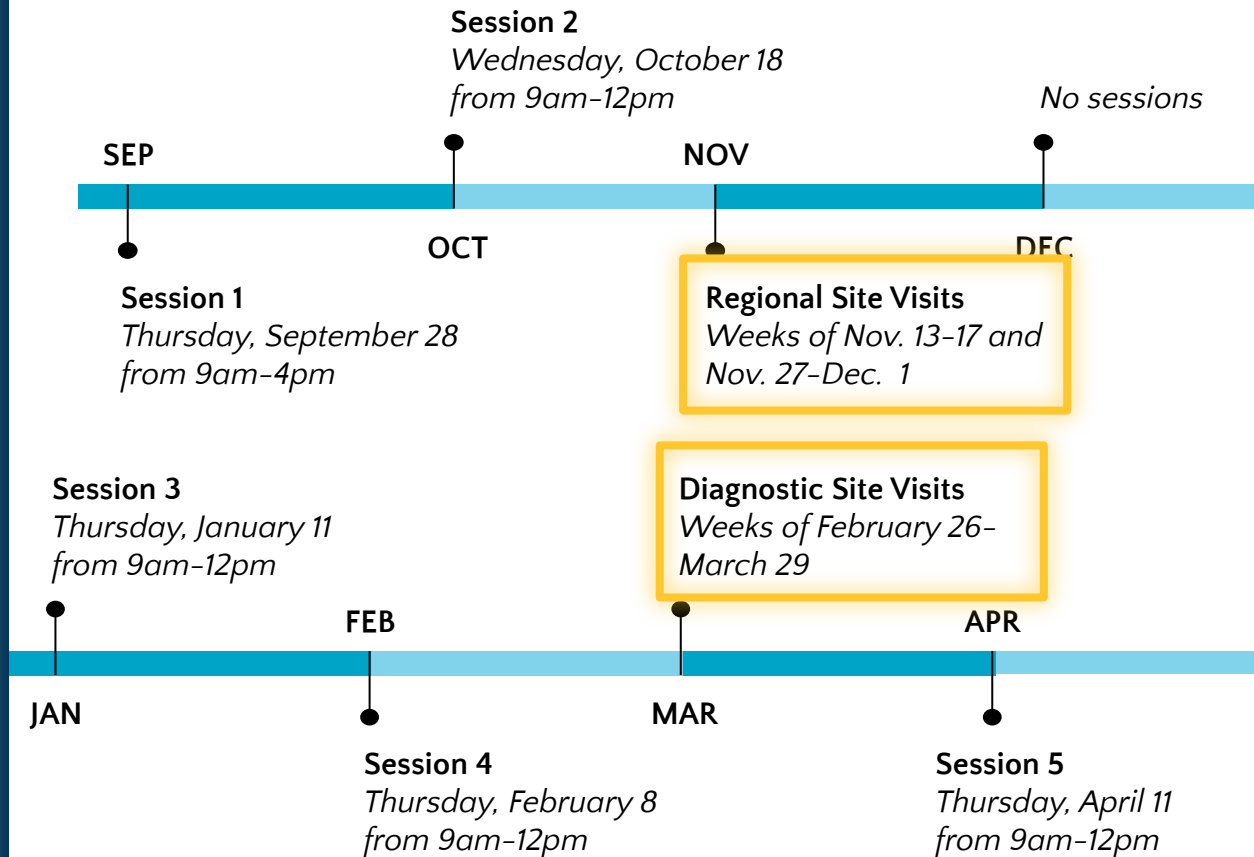 Session 2
Wednesday, October 18
from 9am-12pm
No sessions
SEP
NOV
OCT
DEC
Session 1
Thursday, September 28
from 9am-4pm
Regional Site Visits
Weeks of Nov. 13-17 and
Nov. 27-Dec. 1
Session 3
Thursday, January 11
from 9am-12pm
Diagnostic Site Visits
Weeks of February 26-
March 29
FEB
APR
JAN
MAR
Session 4
Thursday, February 8
from 9am-12pm
Session 5
Thursday, April 11
from 9am-12pm